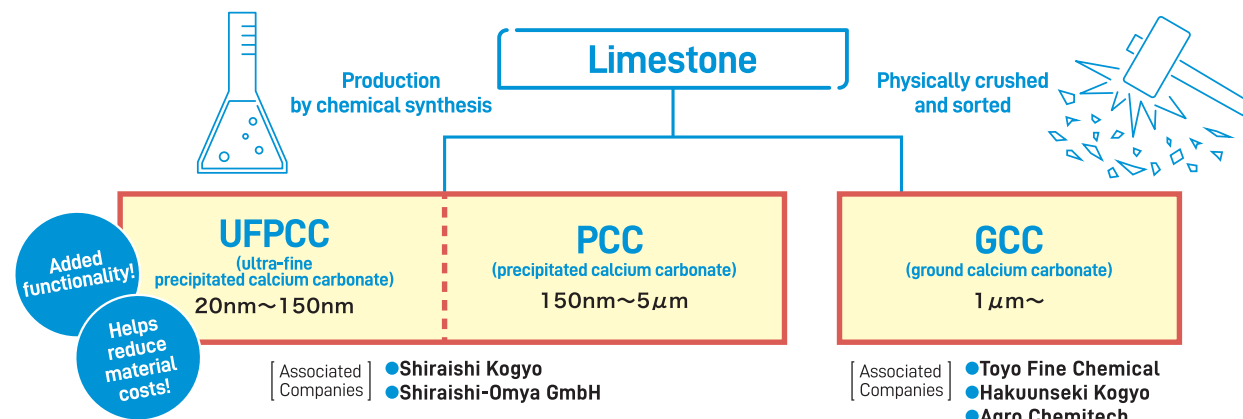 Limestone
Production
by chemical synthesis
Physically crushed
and sorted
Added
functionality!
Helps
reduce
material
costs!
UFPCC
(ultra-fine
precipitated calcium carbonate)
20nm～150nm
PCC
(precipitated calcium carbonate)
150nm～5μm
GCC
(ground calcium carbonate)
1μm～
[Associated
Companies]
●Shiraishi Kogyo
●Shiraishi-Omya GmbH
[Associated
Companies]
●Toyo Fine Chemical
●Hakuunseki Kogyo
●Agro Chemitech